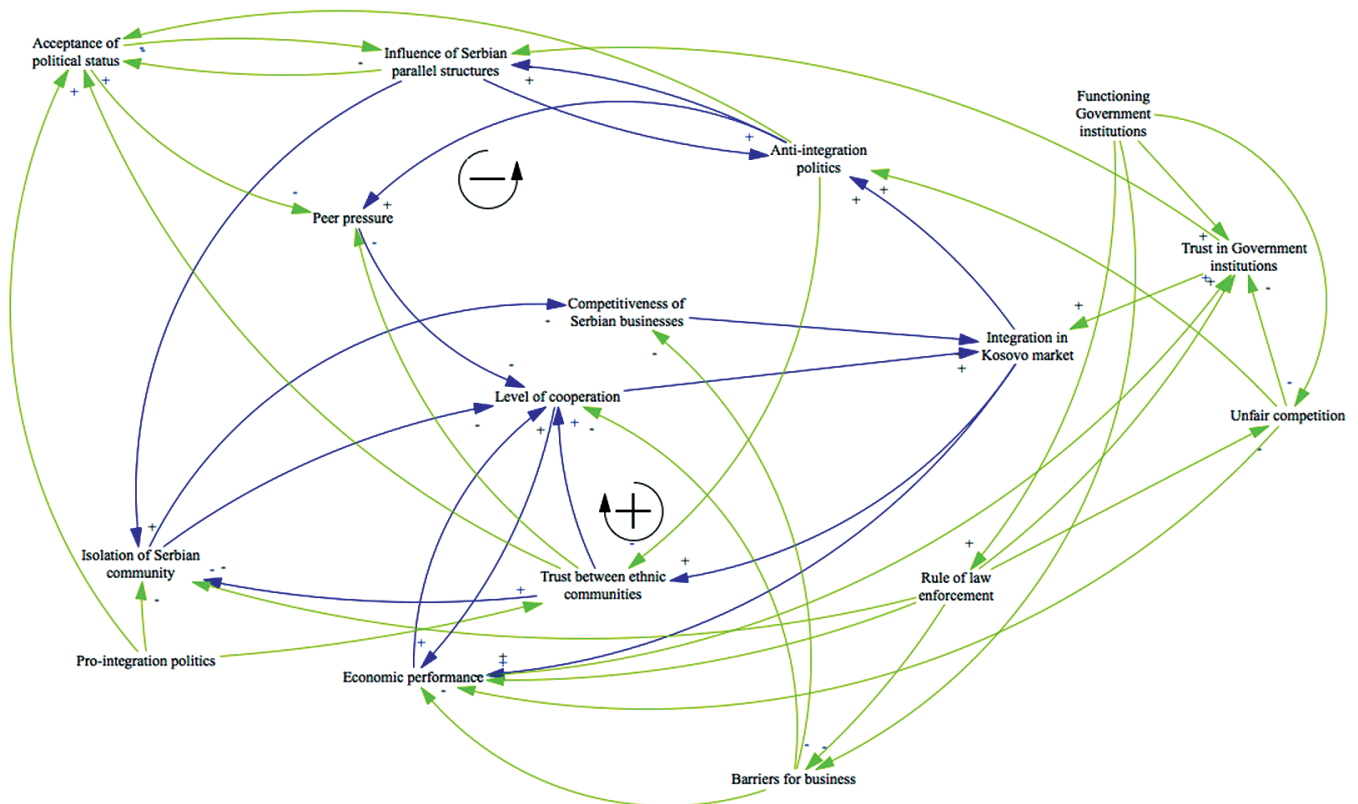 Acceptance of
political status
Influence of Serbian
parallel structures
Functioning
Government
institutions
Anti-integration
politics
Peer pressure
Trust in Government
institutions
Competitiveness of
Serbian businesses
Integration in
Kosovo market
Level of cooperation
Unfair competition
Isolation of Serbian
community
Trust between ethnic
communities
Rule of law
enforcement
Pro-integration politics
Economic performance
Barriers for business